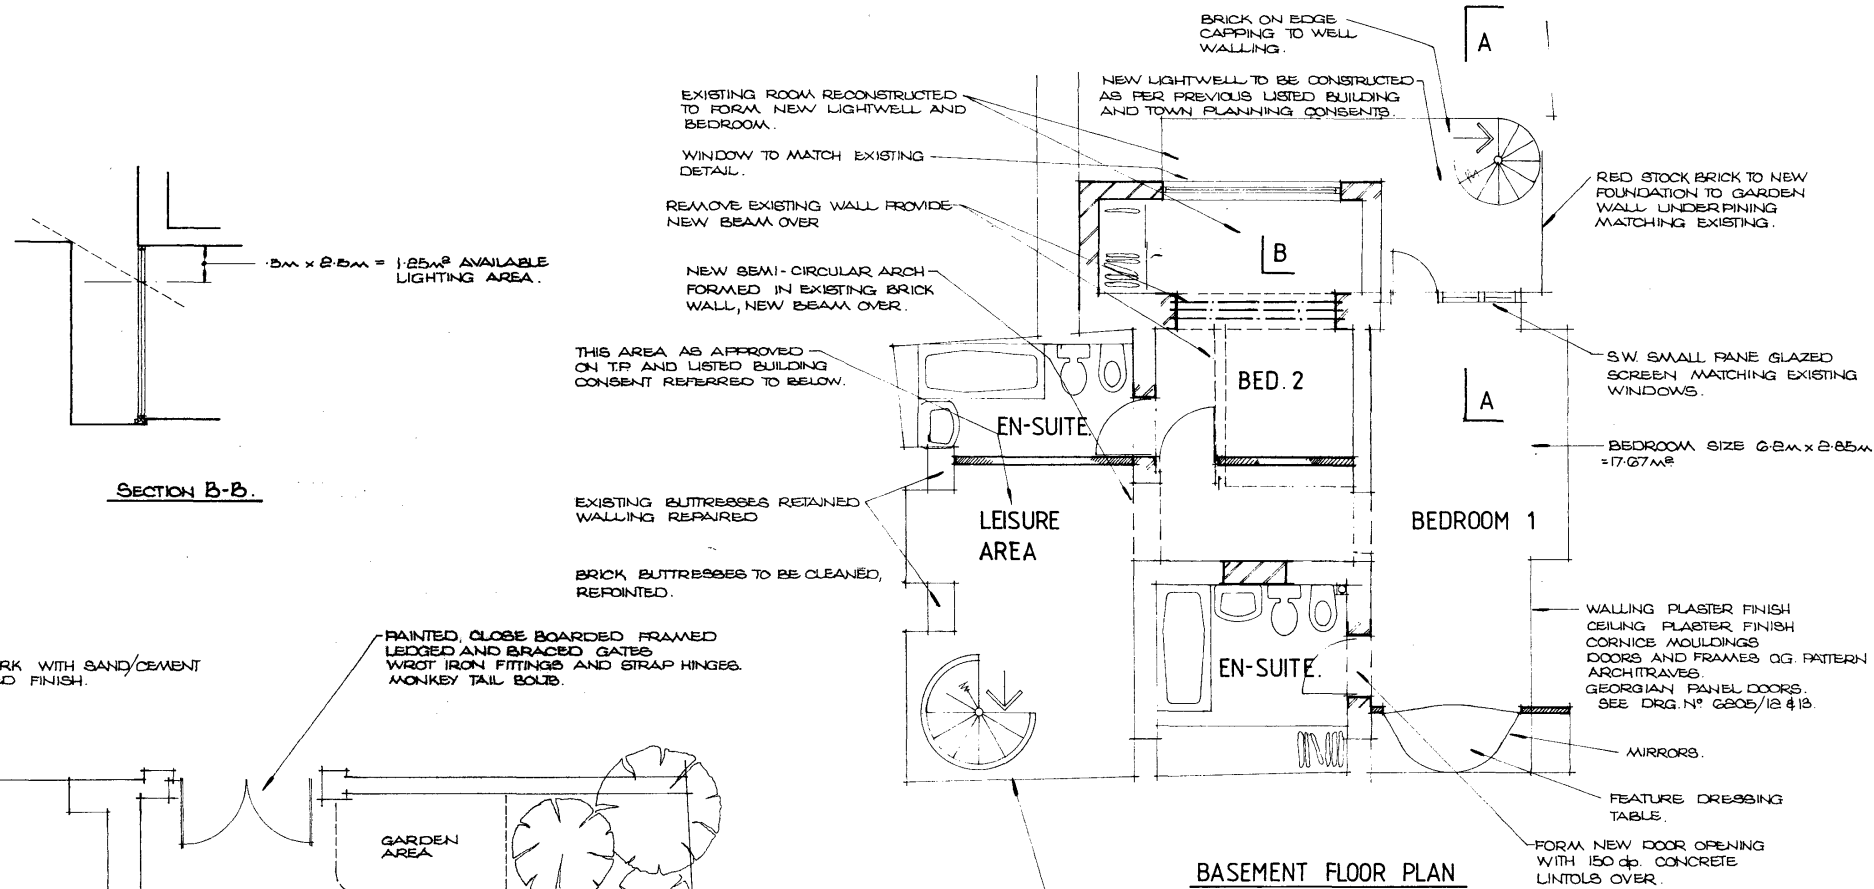 BRICK ON EDGE
CAPPING TO WELL
WALLING.
A
NEW LIGHTWELL TO BE CONSTRUCTED
AS PER PREVIOUS LISTED BUILDING
AND TOWN PLANNING CONSENTS.
EXISTING ROOM RECONSTRUCTED
TO FORM NEW LIGHTWELL AND
BEDROOM.
WINDOW TO MATCH EXISTING
DETAIL.
REMOVE EXISTING WALL PROVIDE
NEW BEAM OVER
NEW SEMI-CIRCULAR ARCH
FORMED IN EXISTING BRICK
WALL, NEW BEAM OVER.
THIS AREA AS APPROVED
ON T.P AND LISTED BUILDING
CONSENT REFERRED TO BELOW.
EXISTING BUTTRESSES RETAINED
WALLING REPAIRED
BRICK BUTTRESSES TO BE CLEANED,
REPOINTED.
RED STOCK BRICK TO NEW
FOUNDATION TO GARDEN
WALL UNDERPINING
MATCHING EXISTING.
S.W. SMALL PANE GLAZED
SCREEN MATCHING EXISTING
WINDOWS.
BEDROOM SIZE 6·2m x 2·85m
=17·67m²
WALLING PLASTER FINISH
CEILING PLASTER FINISH
CORNICE MOULDINGS
DOORS AND FRAMES OG. PATTERN
ARCHITRAVES.
GEORGIAN PANEL DOORS.
SEE DRG. Nº 6205/12 & 13.
MIRRORS.
FEATURE DRESSING
TABLE.
FORM NEW DOOR OPENING
WITH 150 dp. CONCRETE
LINTOLS OVER.
B
BED. 2
A
EN-SUITE.
LEISURE
AREA
BEDROOM 1
EN-SUITE.
BASEMENT FLOOR PLAN
·5m x 2·5m = 1·25m² AVAILABLE
LIGHTING AREA.
SECTION B-B.
RK WITH SAND/CEMENT
D FINISH.
PAINTED, CLOSE BOARDED FRAMED
LEDGED AND BRACED GATES
WROT IRON FITTINGS AND STRAP HINGES.
MONKEY TAIL BOLTS.
GARDEN
AREA